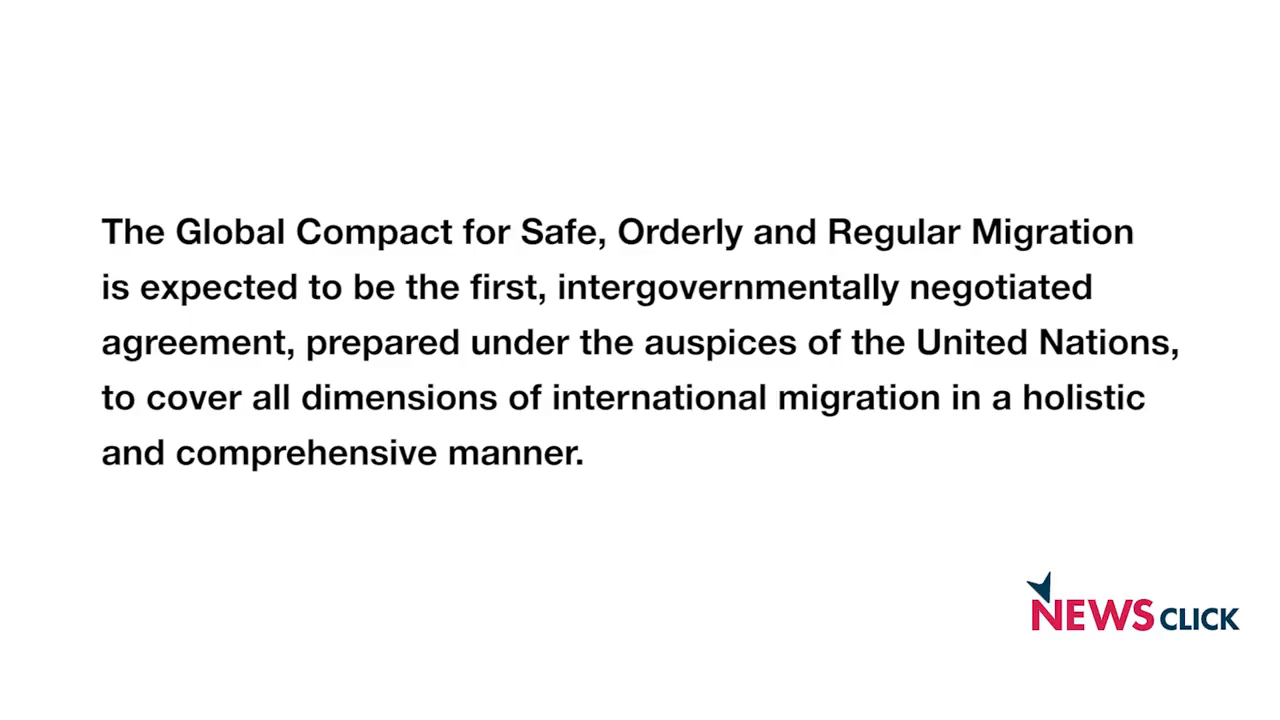 The Global Compact for Safe, Orderly and Regular Migration
is expected to be the first, intergovernmentally negotiated
agreement, prepared under the auspices of the United Nations,
to cover all dimensions of international migration in a holistic
and comprehensive manner.
NEWSCLICK